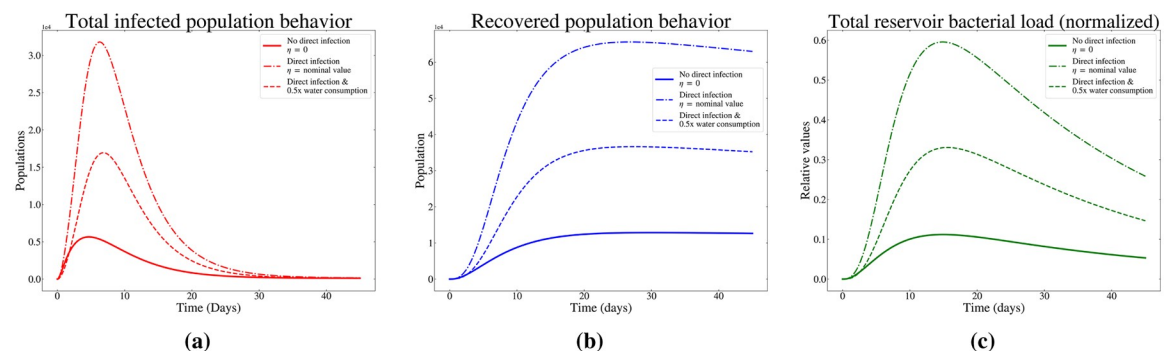 Total infected population behavior
1e4
3.0
2.5
2.0
1.5
1.0
0.5
0.0
Populations
0
10
20
30
40
Time (Days)
No direct infection
η = 0
Direct infection
η = nominal value
Direct infection &
0.5x water consumption
(a)
Recovered population behavior
1e4
6
4
3
1
0
Population
0
10
20
30
40
Time (days)
No direct infection
η = 0
Direct infection
η = nominal value
Direct infection &
0.5x water consumption
(b)
Total reservoir bacterial load (normalized)
0.6
0.5
0.4
0.3
0.2
0.1
0.0
Relative values
0
10
20
30
40
Time (days)
No direct infection
η = 0
Direct infection
η = nominal value
Direct infection &
0.5x water consumption
(c)